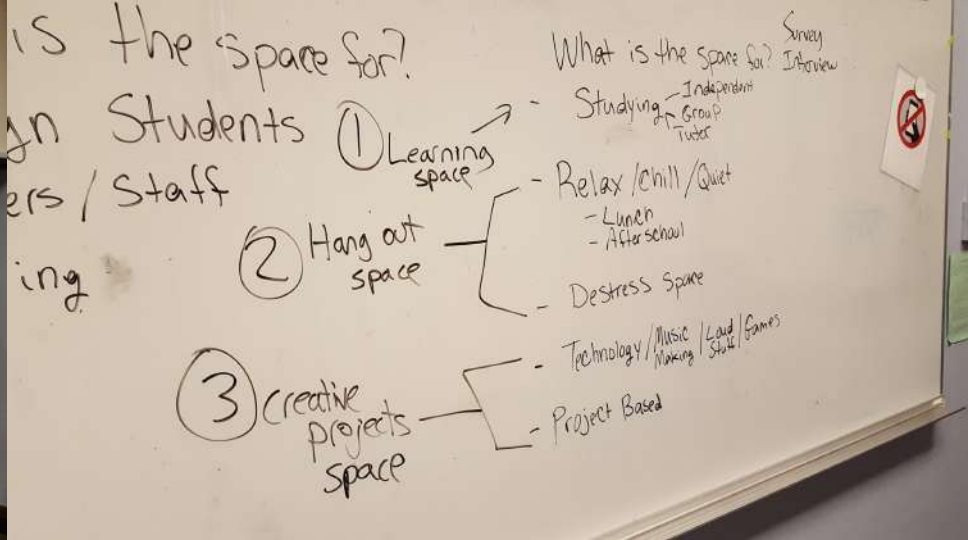 is the space for?
gn Students
ers / Staff
ing
① Learning
space
② Hang out
space
③ Creative
projects
space
What is the space for?
Survey
Interview
- Studying
- Independent
- Group
Tutor
- Relax / Chill / Quiet
- Lunch
- Afterschool
- Destress Space
- Technology / Music Making / Loud Stuff / Games
- Project Based